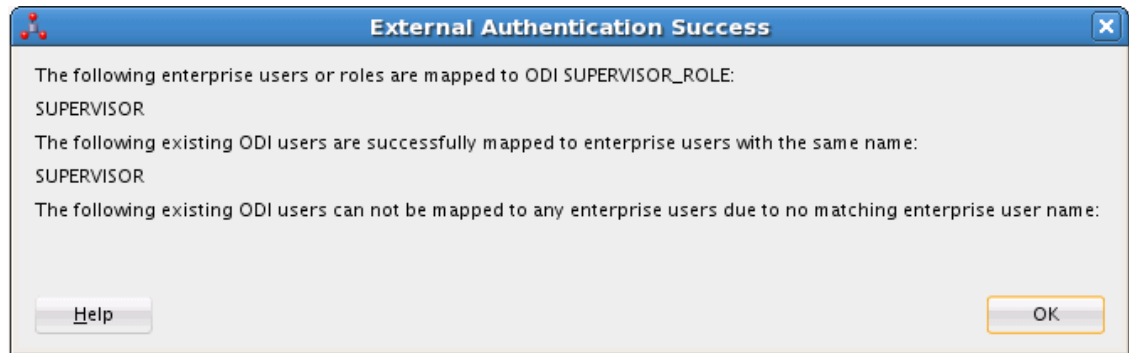 External Authentication Success
The following enterprise users or roles are mapped to ODI SUPERVISOR_ROLE:
SUPERVISOR
The following existing ODI users are successfully mapped to enterprise users with the same name:
SUPERVISOR
The following existing ODI users can not be mapped to any enterprise users due to no matching enterprise user name:
Help
OK